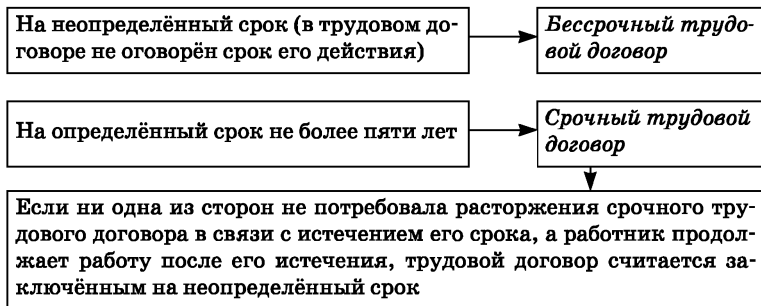 На неопределённый срок (в трудовом до-
говоре не оговорён срок его действия)
Бессрочный трудо-
вой договор
На определённый срок не более пяти лет
Срочный трудовой
договор
Если ни одна из сторон не потребовала расторжения срочного тру-
дового договора в связи с истечением его срока, а работник продол-
жает работу после его истечения, трудовой договор считается за-
ключённым на неопределённый срок